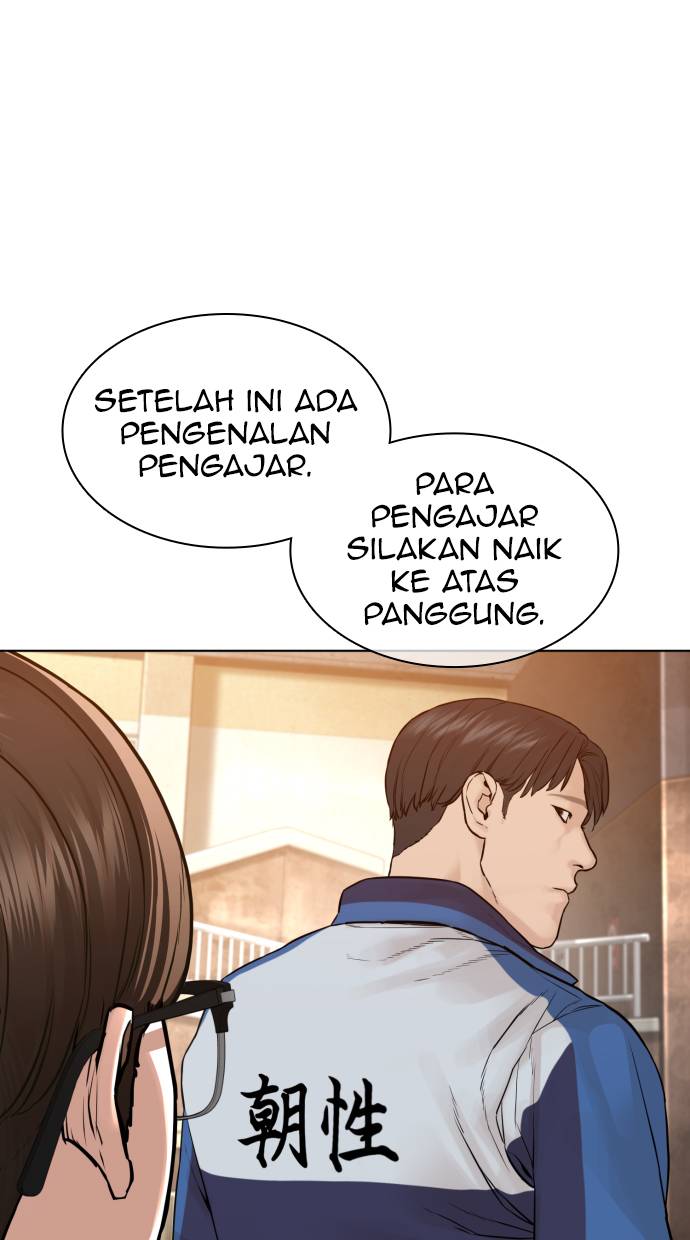 SETELAH INI ADA
PENGENALAN
PENGAJAR.
PARA
PENGAJAR
SILAKAN NAIK
KE ATAS
PANGGUNG.
朝性